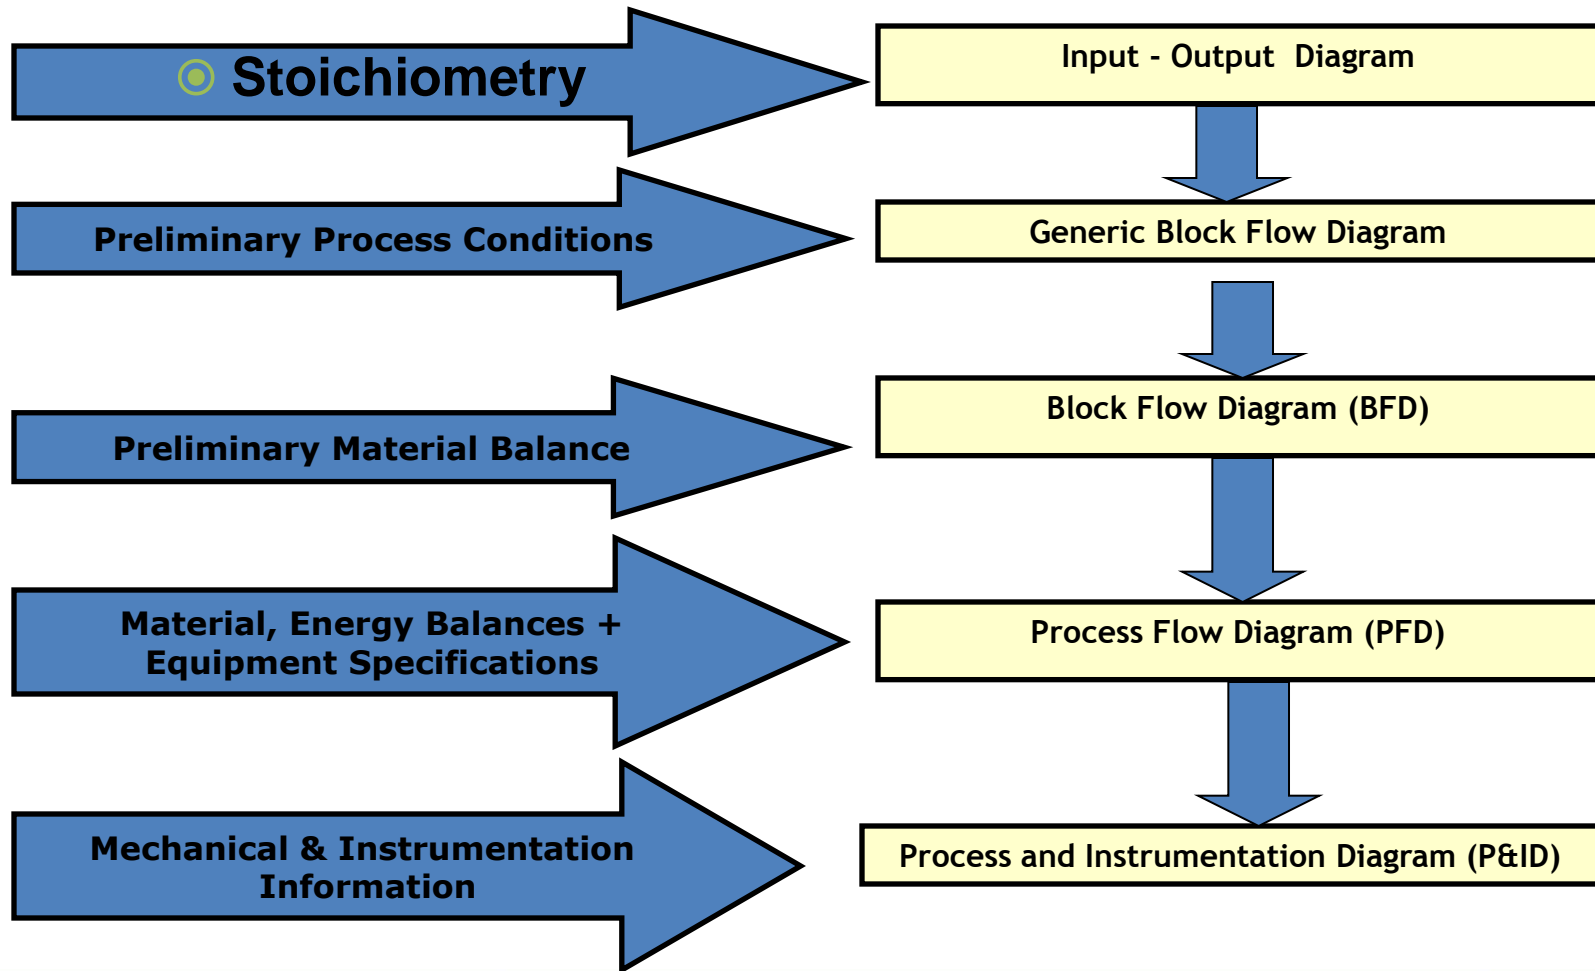 Stoichiometry
Input - Output Diagram
Preliminary Process Conditions
Generic Block Flow Diagram
Preliminary Material Balance
Block Flow Diagram (BFD)
Material, Energy Balances +
Equipment Specifications
Process Flow Diagram (PFD)
Mechanical & Instrumentation
Information
Process and Instrumentation Diagram (P&ID)